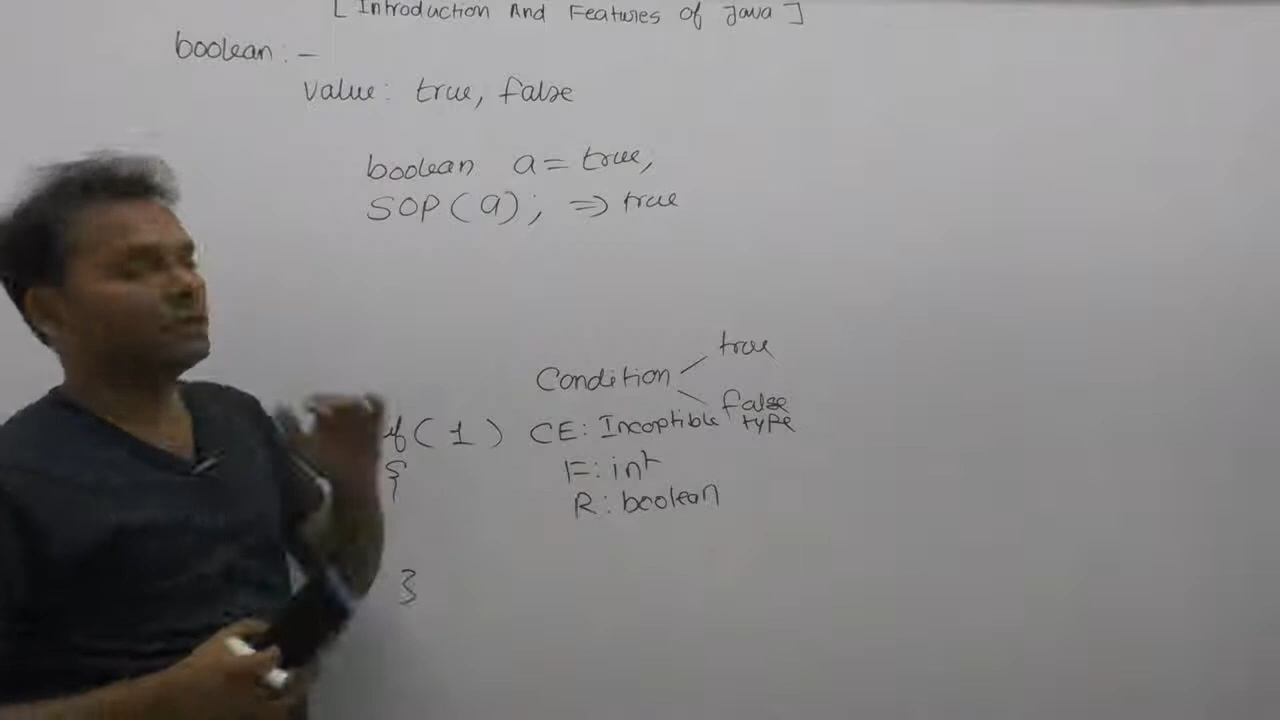 [ Introduction And Features of Java ]
boolean: -
value: true, false
boolean a = true,
SOP(a); => true
Condition
true
false
if( 1 ) CE: Incoptible type
{
F: int
R: boolean
}